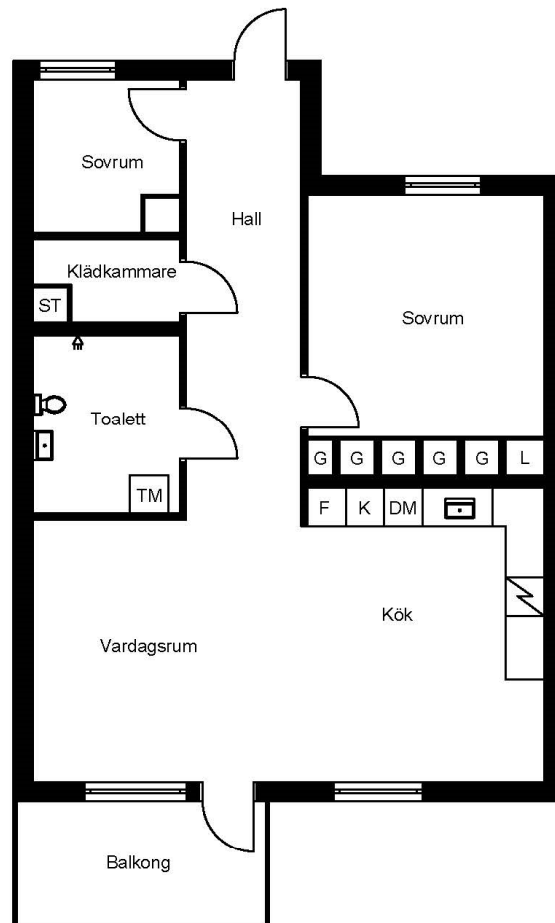 Sovrum
Hall
Klädkammare
ST
Sovrum
Toalett
TM
G G G G G L
F K DM
Kök
Vardagsrum
Balkong